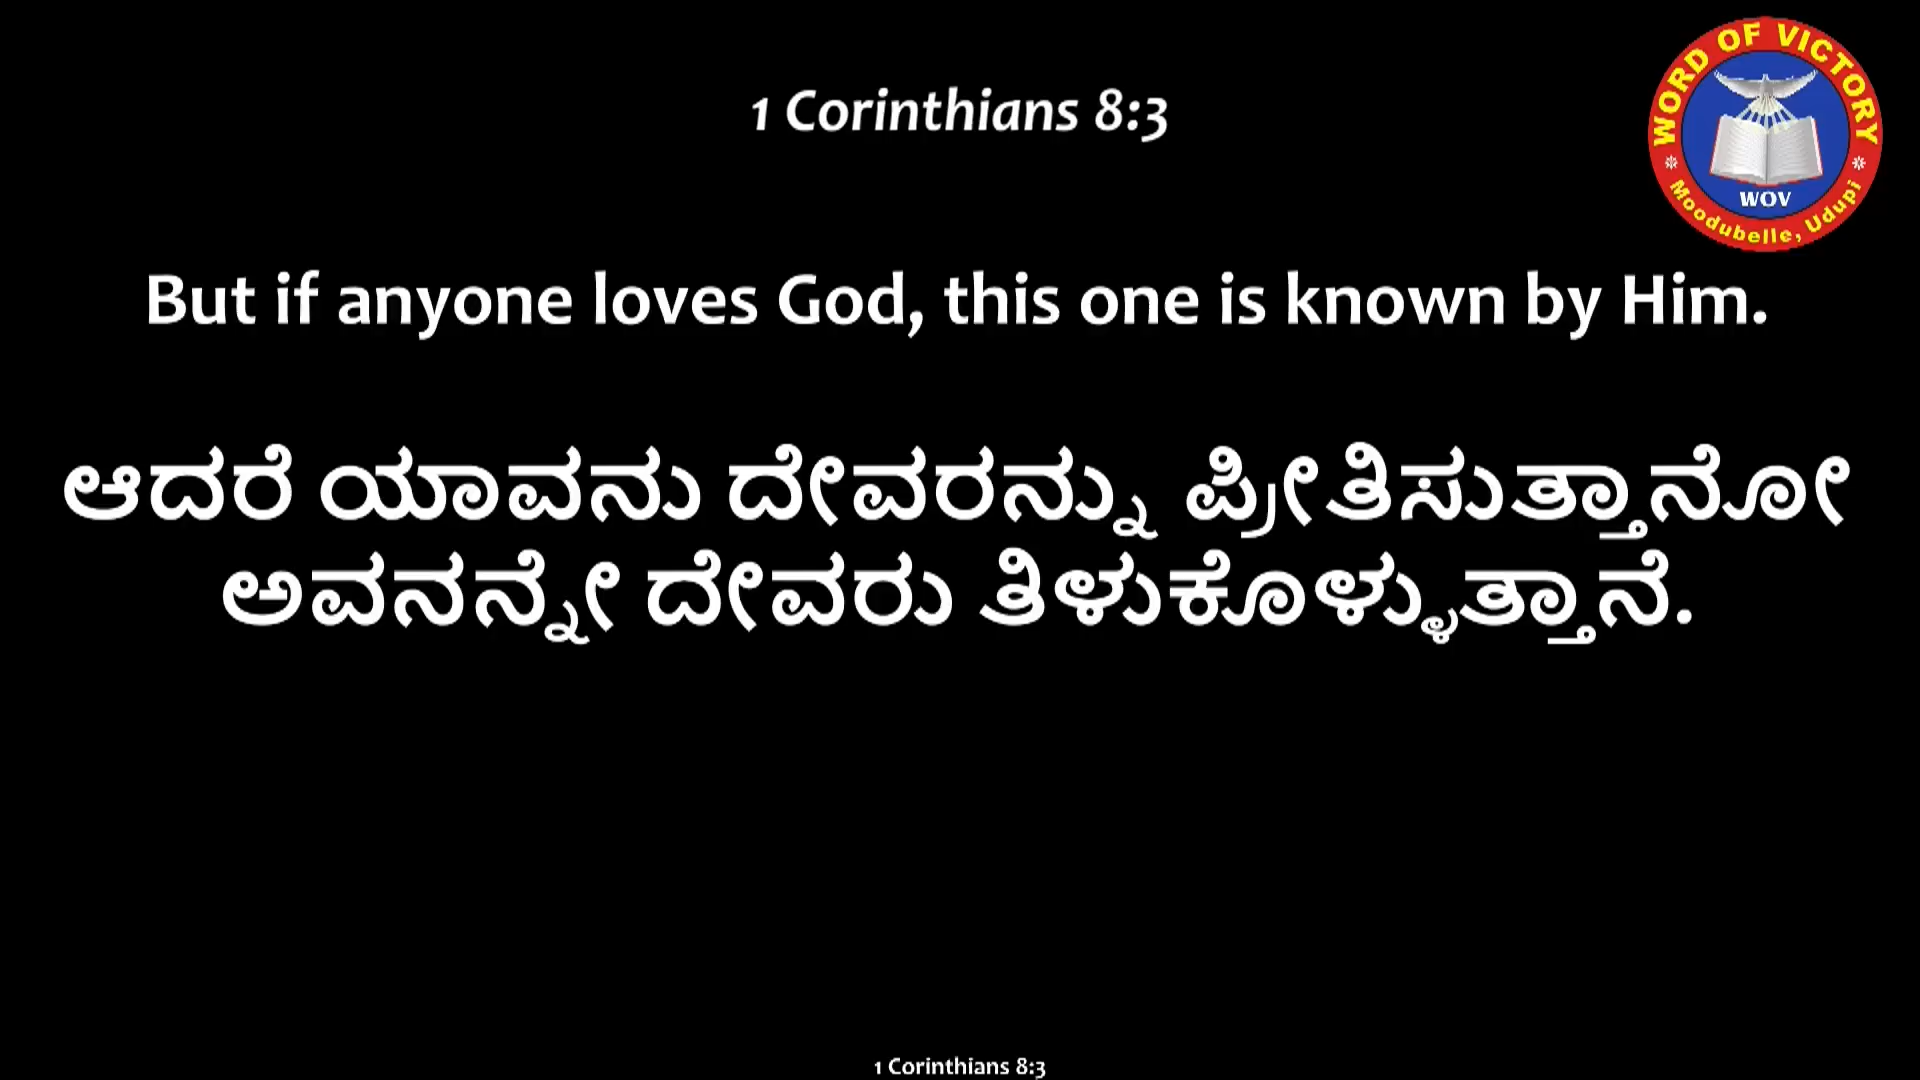 1 Corinthians 8:3
WORD OF VICTORY
WOV
Moodubelle, Udupi
But if anyone loves God, this one is known by Him.
ಆದರೆ ಯಾವನು ದೇವರನ್ನು ಪ್ರೀತಿಸುತ್ತಾನೋ
ಅವನನ್ನೇ ದೇವರು ತಿಳುಕೊಳ್ಳುತ್ತಾನೆ.
1 Corinthians 8:3